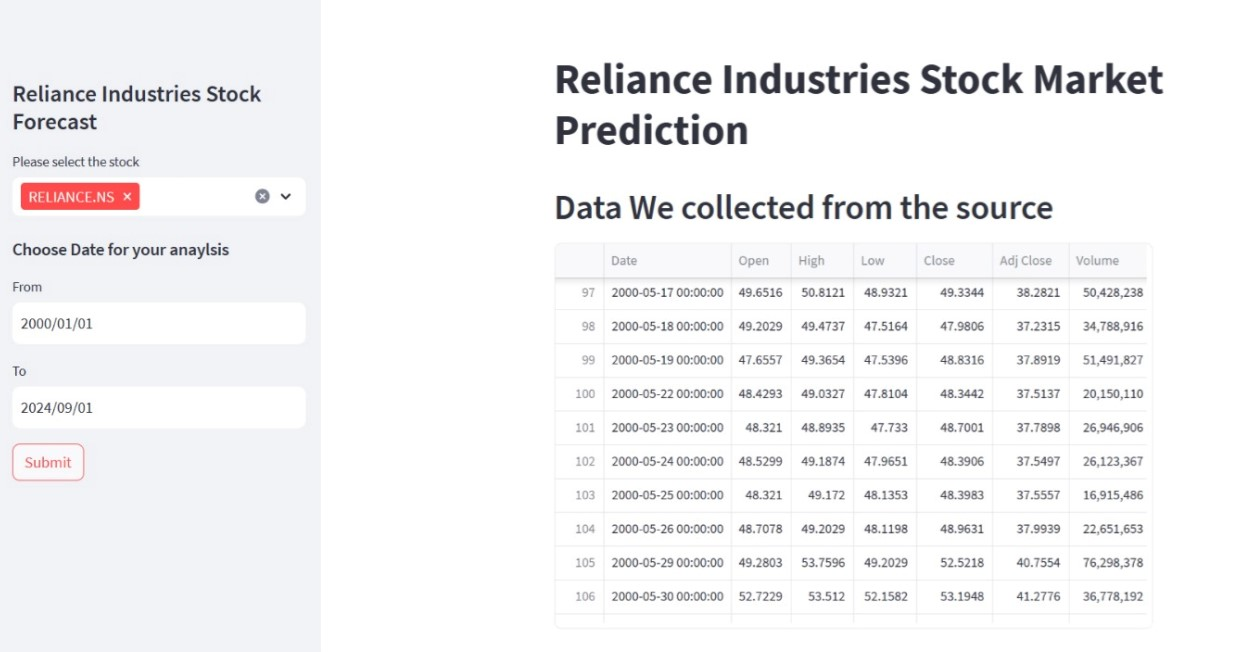 Reliance Industries Stock
Forecast
Please select the stock
RELIANCE.NS ×
Choose Date for your anaylsis
From
2000/01/01
To
2024/09/01
Submit
Reliance Industries Stock Market
Prediction
Data We collected from the source
Date Open High Low Close Adj Close Volume
97 2000-05-17 00:00:00 49.6516 50.8121 48.9321 49.3344 38.2821 50,428,238
98 2000-05-18 00:00:00 49.2029 49.4737 47.5164 47.9806 37.2315 34,788,916
99 2000-05-19 00:00:00 47.6557 49.3654 47.5396 48.8316 37.8919 51,491,827
100 2000-05-22 00:00:00 48.4293 49.0327 47.8104 48.3442 37.5137 20,150,110
101 2000-05-23 00:00:00 48.321 48.8935 47.733 48.7001 37.7898 26,946,906
102 2000-05-24 00:00:00 48.5299 49.1874 47.9651 48.3906 37.5497 26,123,367
103 2000-05-25 00:00:00 48.321 49.172 48.1353 48.3983 37.5557 16,915,486
104 2000-05-26 00:00:00 48.7078 49.2029 48.1198 48.9631 37.9939 22,651,653
105 2000-05-29 00:00:00 49.2803 53.7596 49.2029 52.5218 40.7554 76,298,378
106 2000-05-30 00:00:00 52.7229 53.512 52.1582 53.1948 41.2776 36,778,192